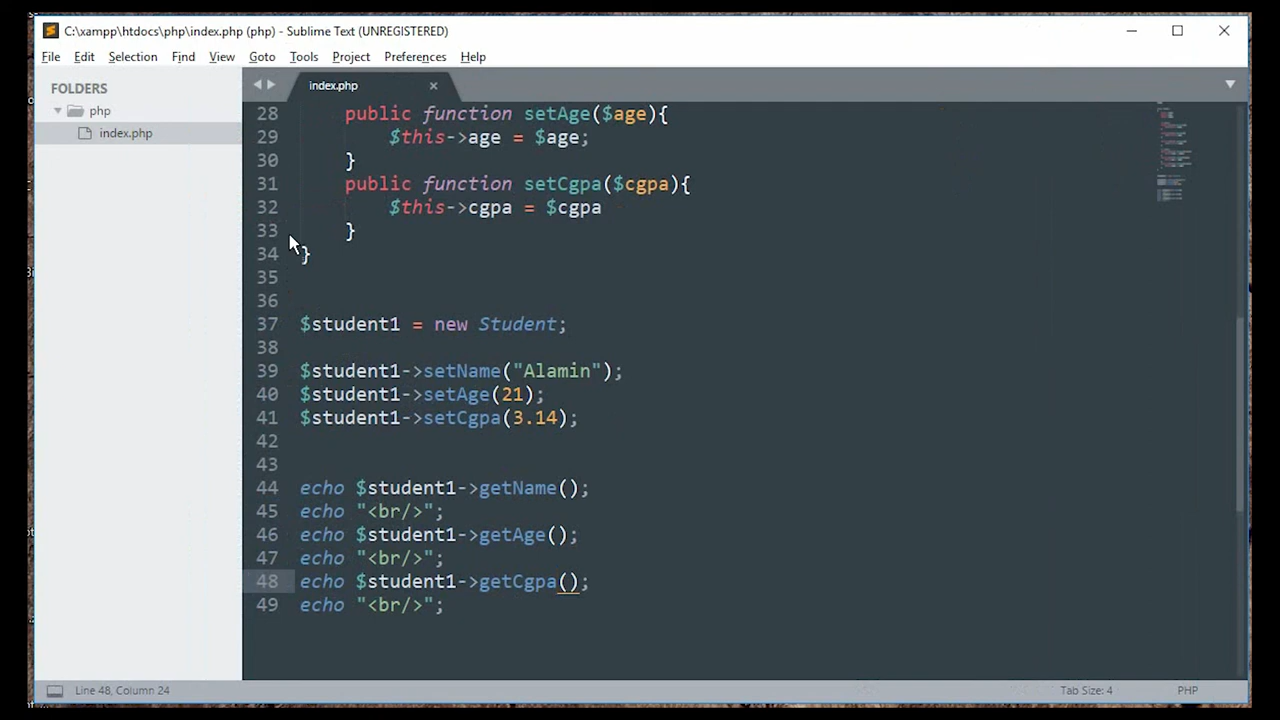 C:\xampp\htdocs\php\index.php (php) - Sublime Text (UNREGISTERED)
File Edit Selection Find View Goto Tools Project Preferences Help
FOLDERS
php
index.php
index.php
28 public function setAge($age){
29 $this->age = $age;
30 }
31 public function setCgpa($cgpa){
32 $this->cgpa = $cgpa
33 }
34 }
35
36
37 $student1 = new Student;
38
39 $student1->setName("Alamin");
40 $student1->setAge(21);
41 $student1->setCgpa(3.14);
42
43
44 echo $student1->getName();
45 echo "<br/>";
46 echo $student1->getAge();
47 echo "<br/>";
48 echo $student1->getCgpa();
49 echo "<br/>";
Line 48, Column 24
Tab Size: 4
PHP